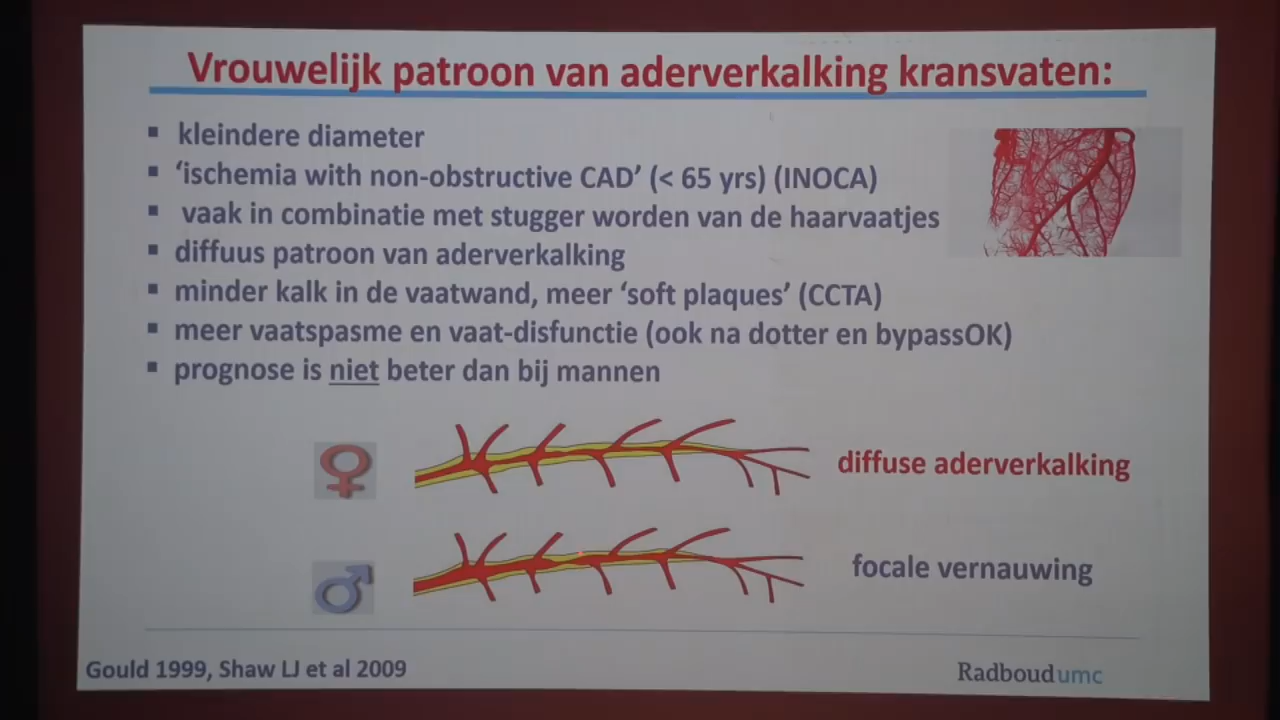 Vrouwelijk patroon van aderverkalking kransvaten:
▪ kleindere diameter
▪ ‘ischemia with non-obstructive CAD’ (< 65 yrs) (INOCA)
▪ vaak in combinatie met stugger worden van de haarvaatjes
▪ diffuus patroon van aderverkalking
▪ minder kalk in de vaatwand, meer ‘soft plaques’ (CCTA)
▪ meer vaatspasme en vaat-disfunctie (ook na dotter en bypassOK)
▪ prognose is niet beter dan bij mannen
diffuse aderverkalking
focale vernauwing
Gould 1999, Shaw LJ et al 2009
Radboudumc